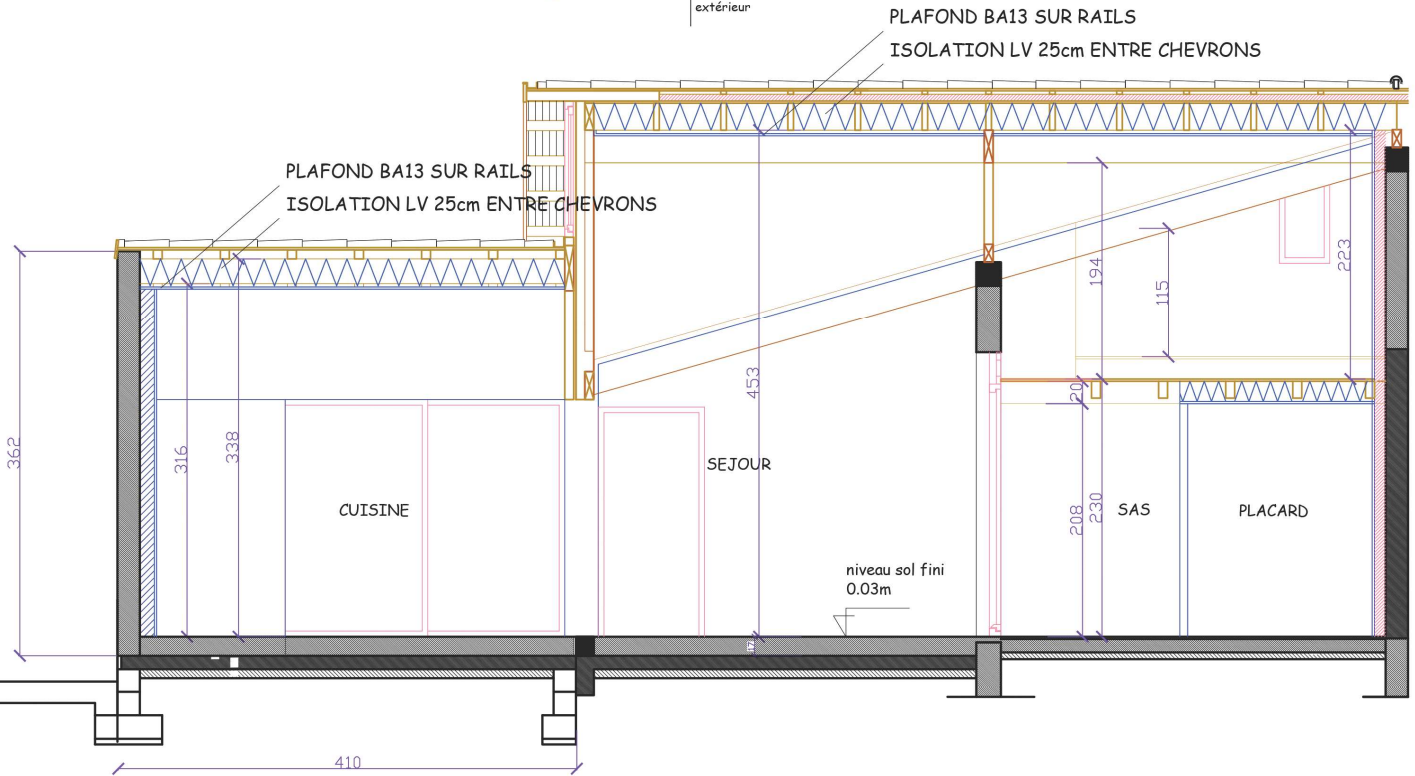 extérieur
PLAFOND BA13 SUR RAILS
ISOLATION LV 25cm ENTRE CHEVRONS
PLAFOND BA13 SUR RAILS
ISOLATION LV 25cm ENTRE CHEVRONS
223
194
115
453
20
362
316
338
SEJOUR
CUISINE
208
230
SAS
PLACARD
niveau sol fini
0.03m
410